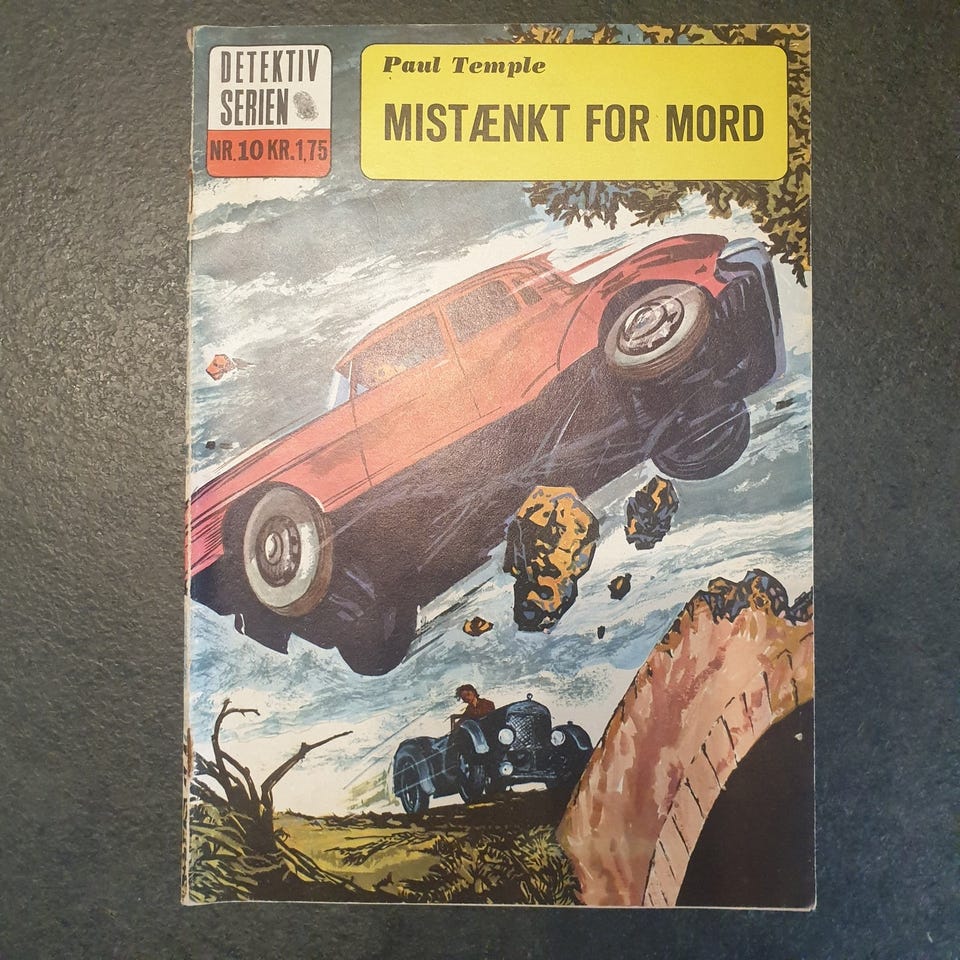 DETEKTIV
SERIEN
NR.10 KR.1,75
Paul Temple
MISTÆNKT FOR MORD